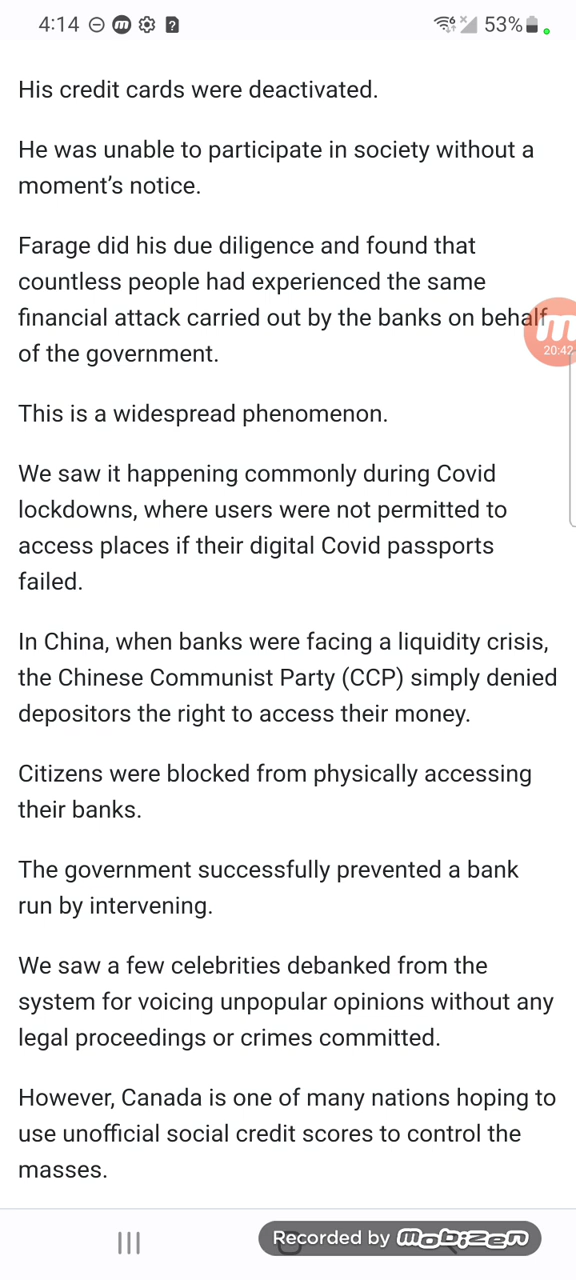 4:14
53%
His credit cards were deactivated.
He was unable to participate in society without a
moment’s notice.
Farage did his due diligence and found that
countless people had experienced the same
financial attack carried out by the banks on behalf
of the government.
20:42
This is a widespread phenomenon.
We saw it happening commonly during Covid
lockdowns, where users were not permitted to
access places if their digital Covid passports
failed.
In China, when banks were facing a liquidity crisis,
the Chinese Communist Party (CCP) simply denied
depositors the right to access their money.
Citizens were blocked from physically accessing
their banks.
The government successfully prevented a bank
run by intervening.
We saw a few celebrities debanked from the
system for voicing unpopular opinions without any
legal proceedings or crimes committed.
However, Canada is one of many nations hoping to
use unofficial social credit scores to control the
masses.
Recorded by mobizen